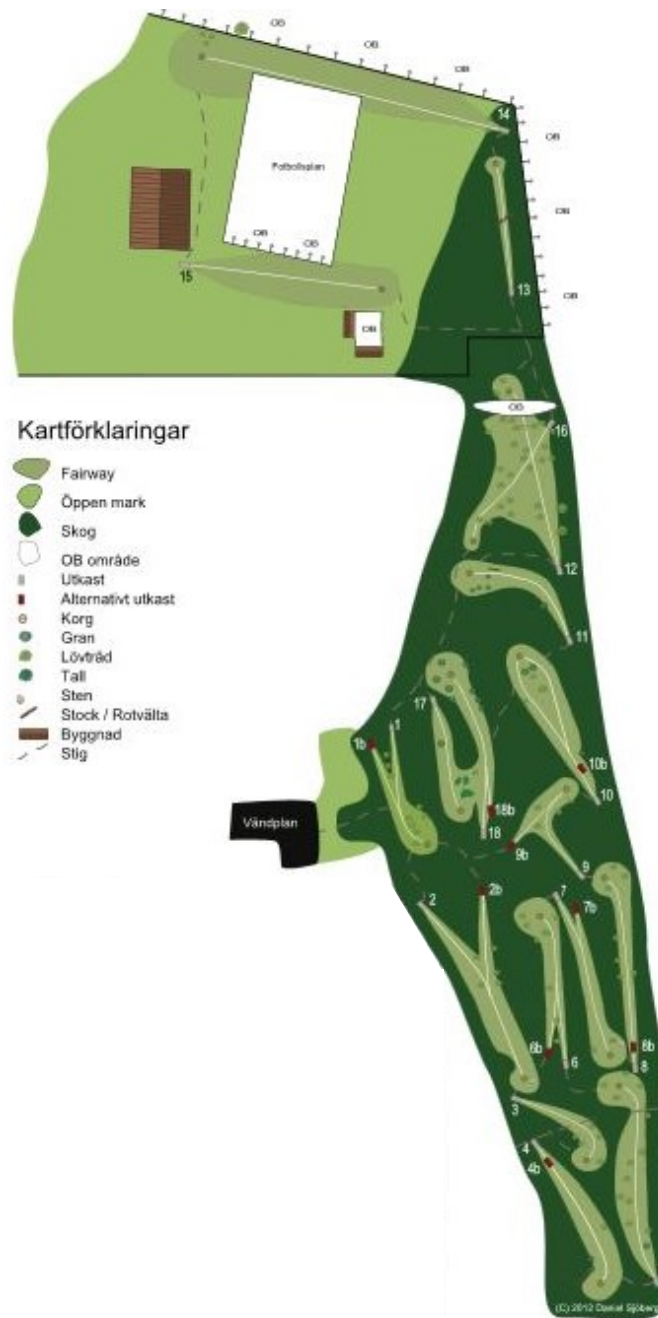 OB
OB
OB
14
OB
Fotbollsplan
OB
OB
OB
15
13
OB
OB
OB
16
Kartförklaringar
Fairway
Öppen mark
Skog
OB område
Utkast
Alternativt utkast
Korg
Gran
Lövträd
Tall
Sten
Stock / Rotvälta
Byggnad
Stig
12
11
17
1
1b
10b
10
18b
18
9b
Vändplan
9
2b
2
7
7b
6b
6
8b
8
3
4
4b
(C) 2012 Daniel Sjöberg